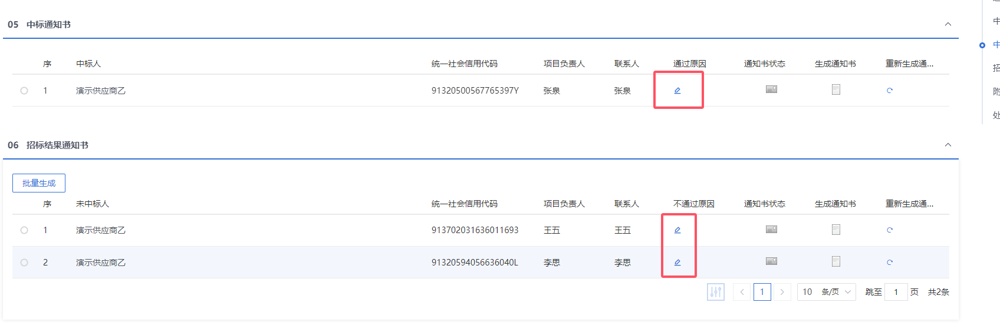 05 中标通知书
序 中标人 统一社会信用代码 项目负责人 联系人 通过原因 通知书状态 生成通知书 重新生成通...
1 演示供应商乙 91320500567765397Y 张泉 张泉
06 招标结果通知书
批量生成
序 未中标人 统一社会信用代码 项目负责人 联系人 不通过原因 通知书状态 生成通知书 重新生成通...
1 演示供应商乙 913702031636011693 王五 王五
2 演示供应商乙 91320594056636040L 李思 李思
1 10 条/页 跳至 1 页 共2条
中
中
招
附
处